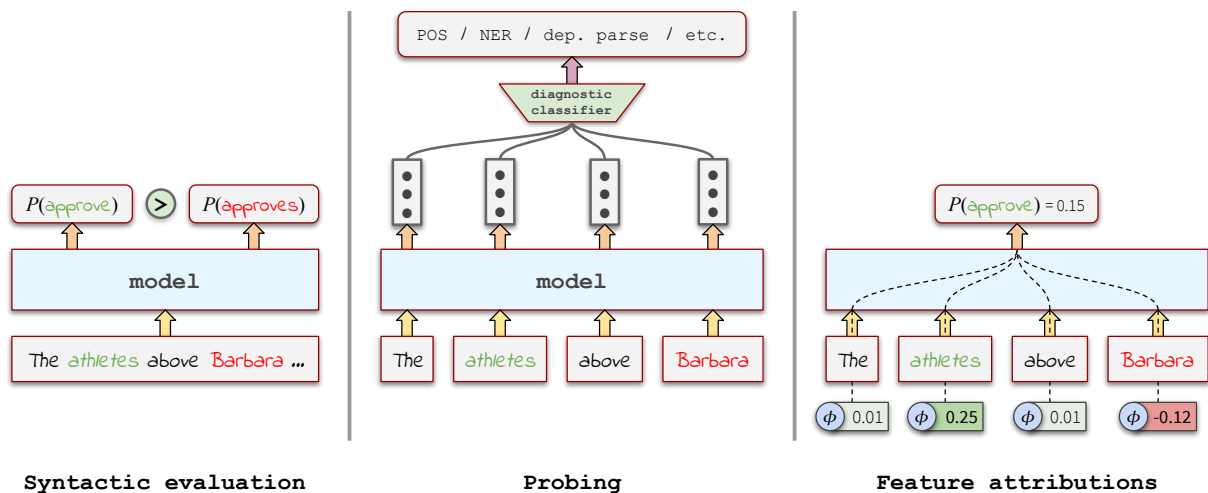 P(approve) > P(approves)
model
The athletes above Barbara ...
Syntactic evaluation
POS / NER / dep. parse / etc.
diagnostic
classifier
model
The athletes above Barbara
Probing
P(approve) = 0.15
The athletes above Barbara
ϕ 0.01 ϕ 0.25 ϕ 0.01 ϕ -0.12
Feature attributions